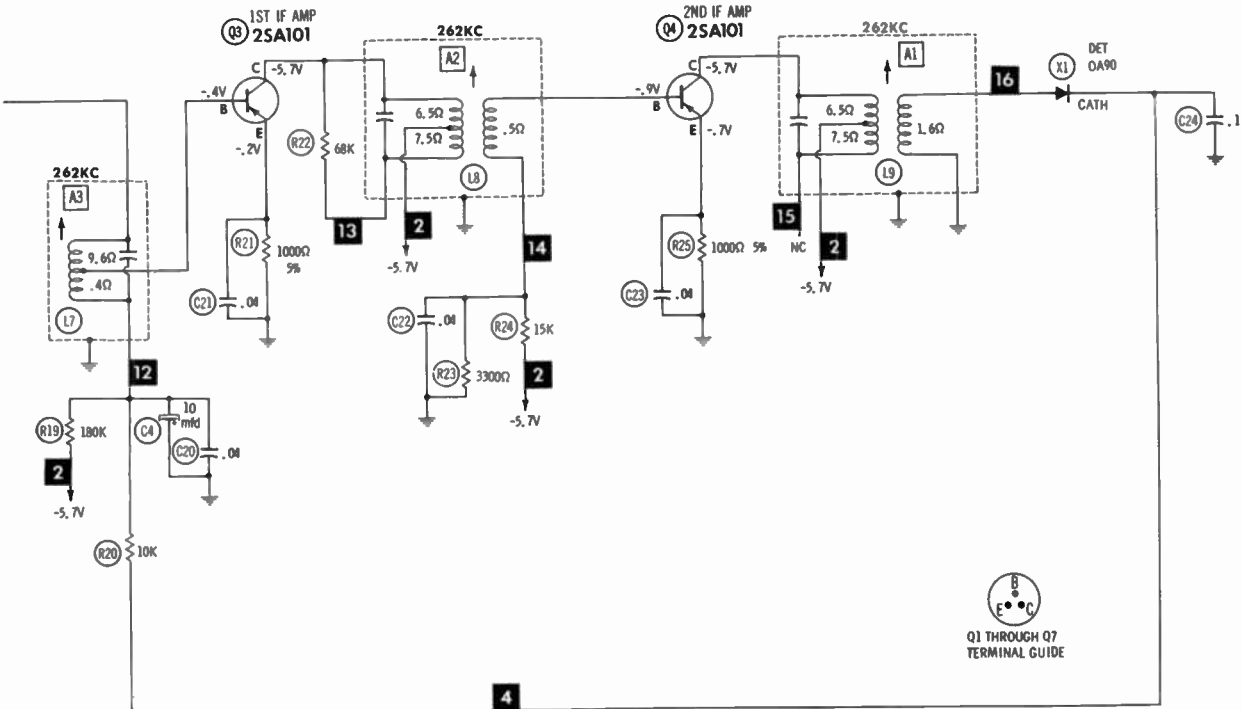 Q3 1ST IF AMP
2SA101
Q4 2ND IF AMP
2SA101
262KC
262KC
A2
A1
X1 DET
OA90
CATH
16
C -5.7V
-.4V
B
E
-.2V
R22 68K
6.5Ω
7.5Ω
.5Ω
L8
C -5.7V
-.9V
B
E
-.7V
6.5Ω
7.5Ω
1.6Ω
L9
C24 .1
262KC
A3
9.6Ω
.4Ω
L7
R21 1000Ω
5%
C21
13
2
-5.7V
14
R25 1000Ω 5%
C23
15
NC
2
-5.7V
C22
R24 15K
R23 3300Ω
2
-5.7V
12
R19 180K
C4 10
mfd
C20
2
-5.7V
R20 10K
B
E C
Q1 THROUGH Q7
TERMINAL GUIDE
4